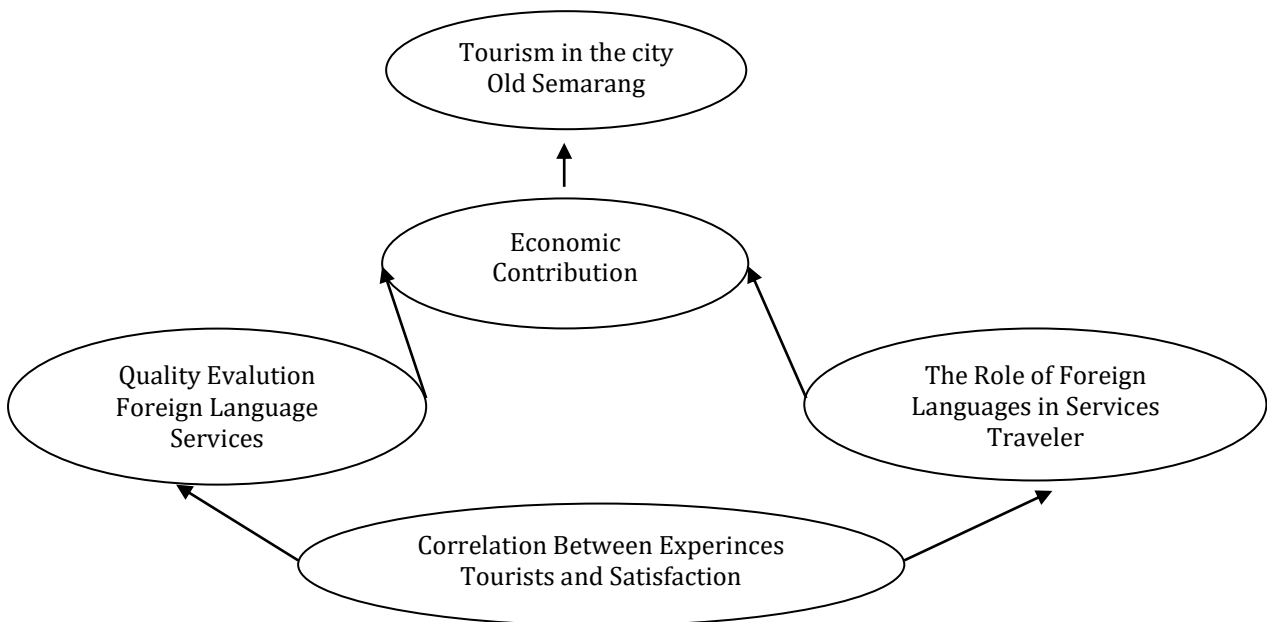 Tourism in the city
Old Semarang
Economic
Contribution
Quality Evalution
Foreign Language
Services
The Role of Foreign
Languages in Services
Traveler
Correlation Between Experinces
Tourists and Satisfaction